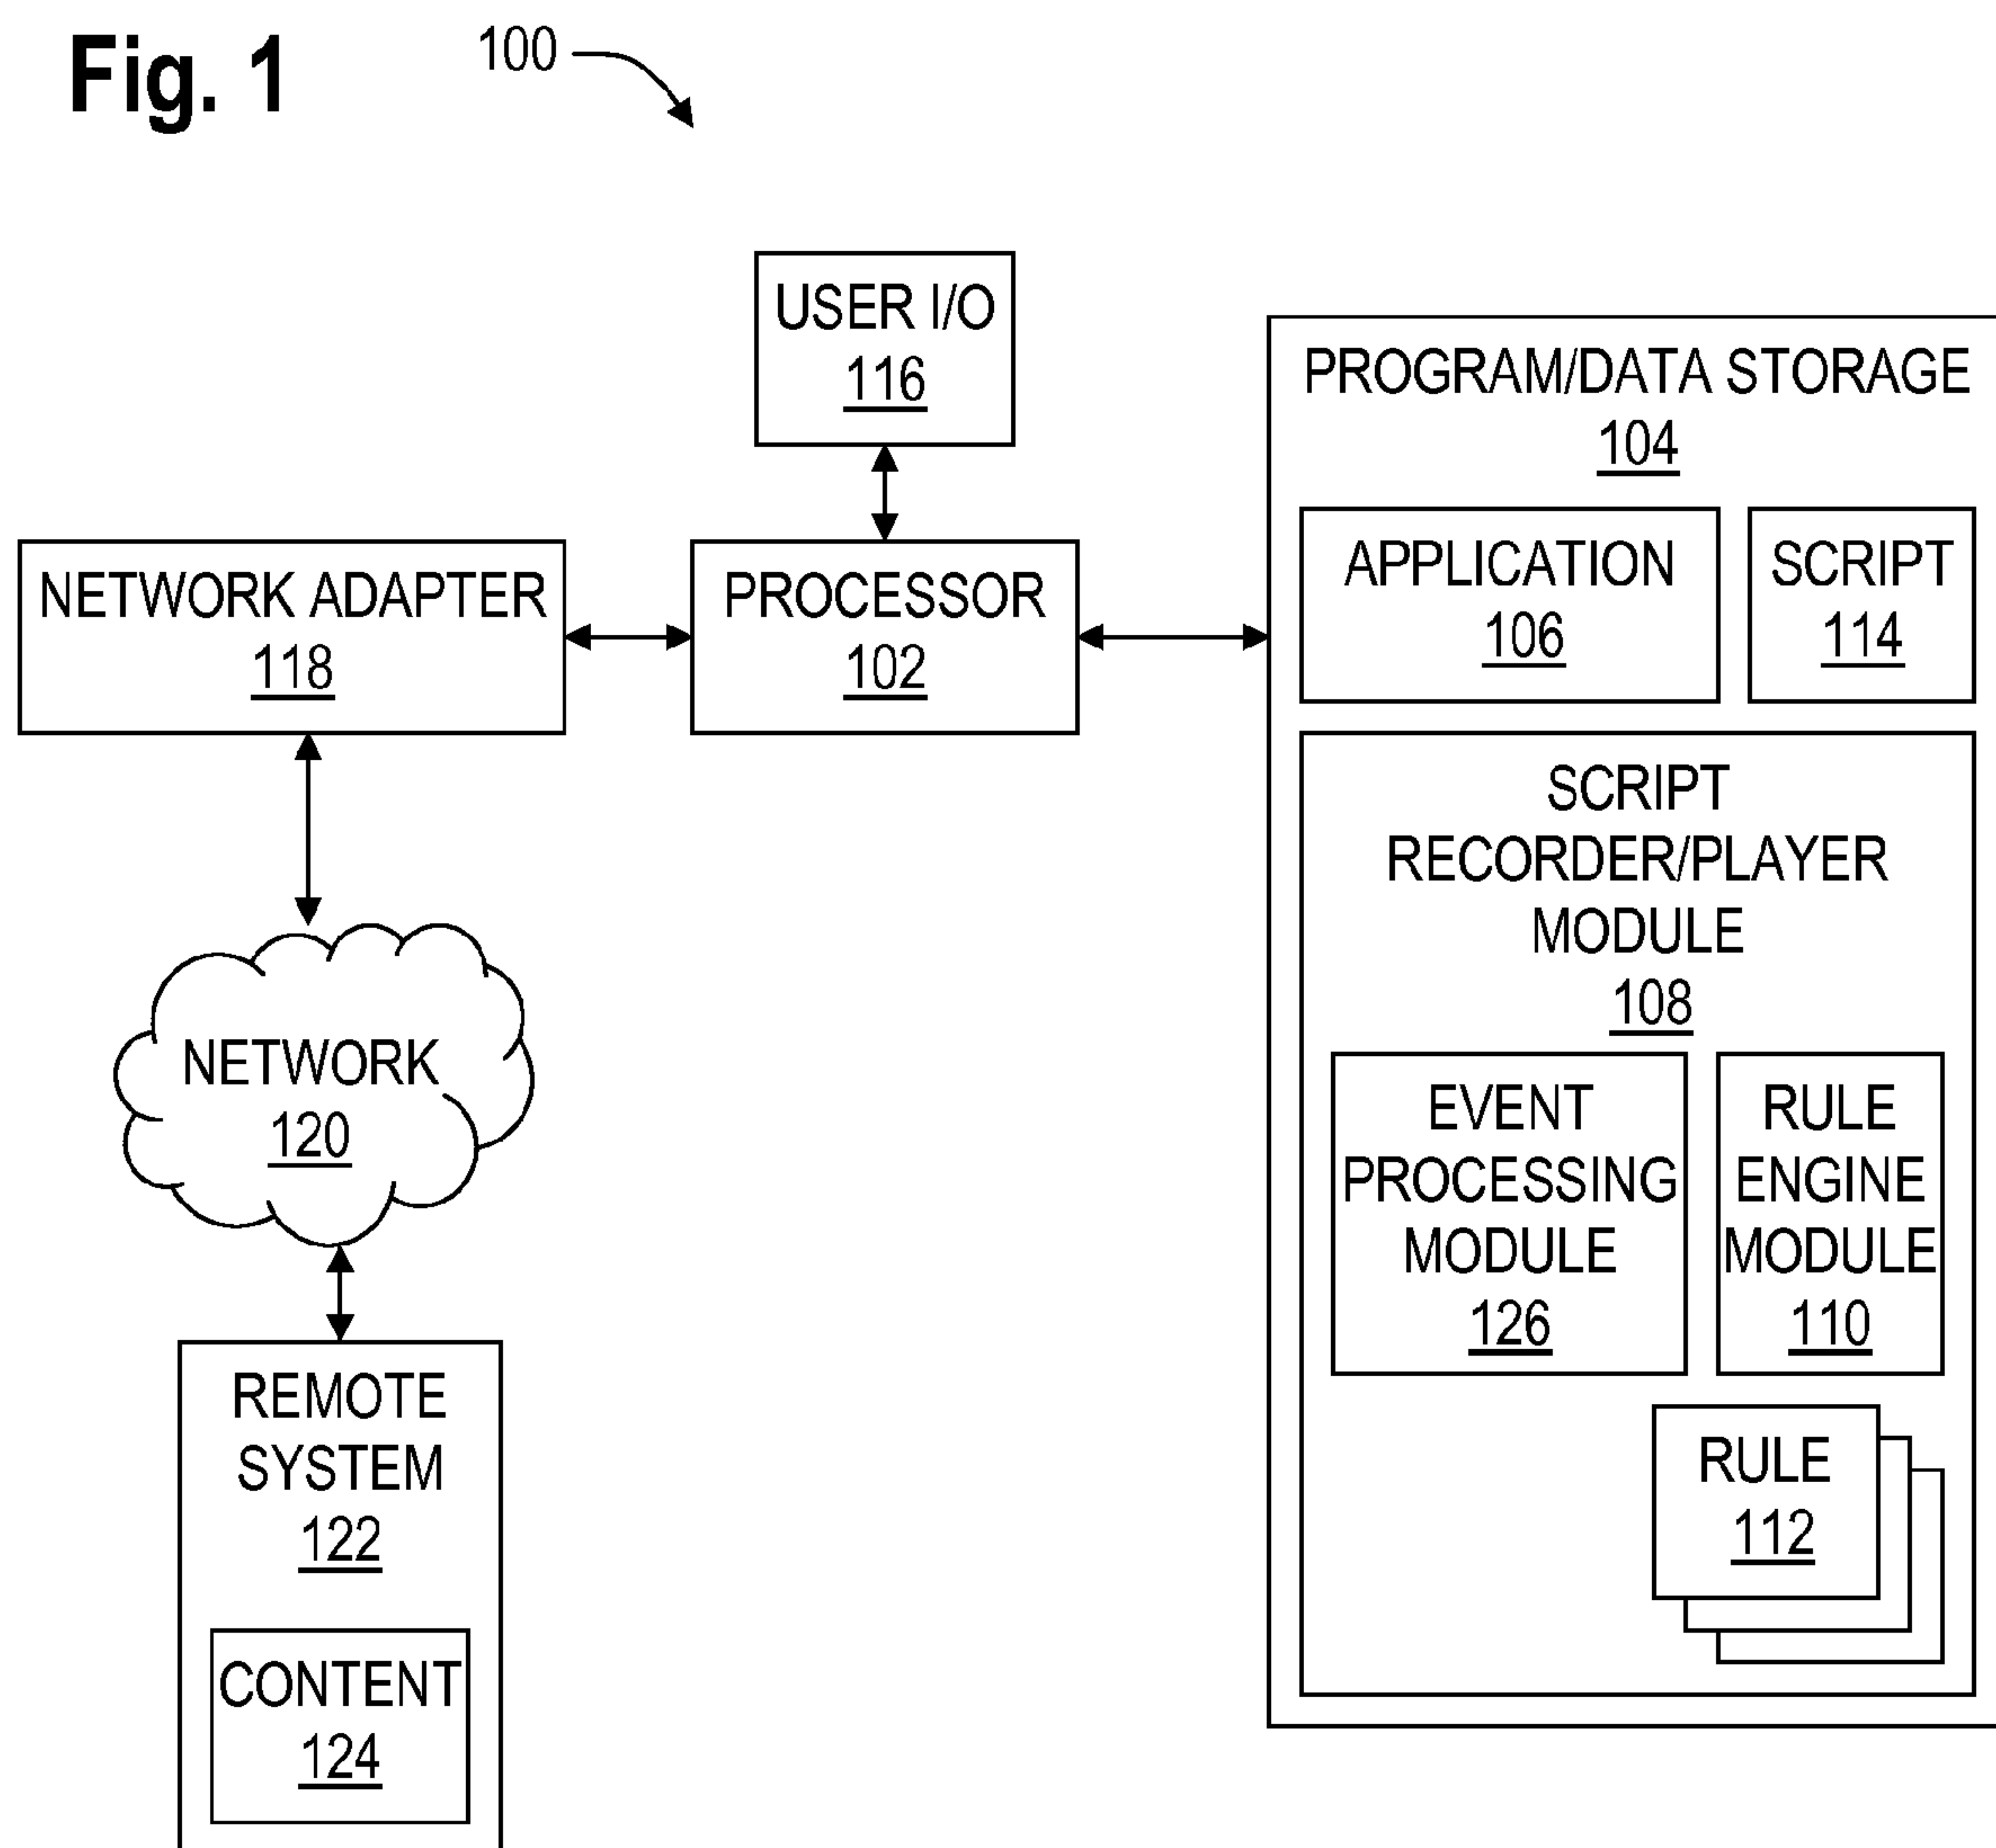 Fig. 1
100
USER I/O
116
PROGRAM/DATA STORAGE
104
NETWORK ADAPTER
118
PROCESSOR
102
APPLICATION
106
SCRIPT
114
SCRIPT
RECORDER/PLAYER
MODULE
108
NETWORK
120
EVENT
PROCESSING
MODULE
126
RULE
ENGINE
MODULE
110
REMOTE
SYSTEM
122
RULE
112
CONTENT
124